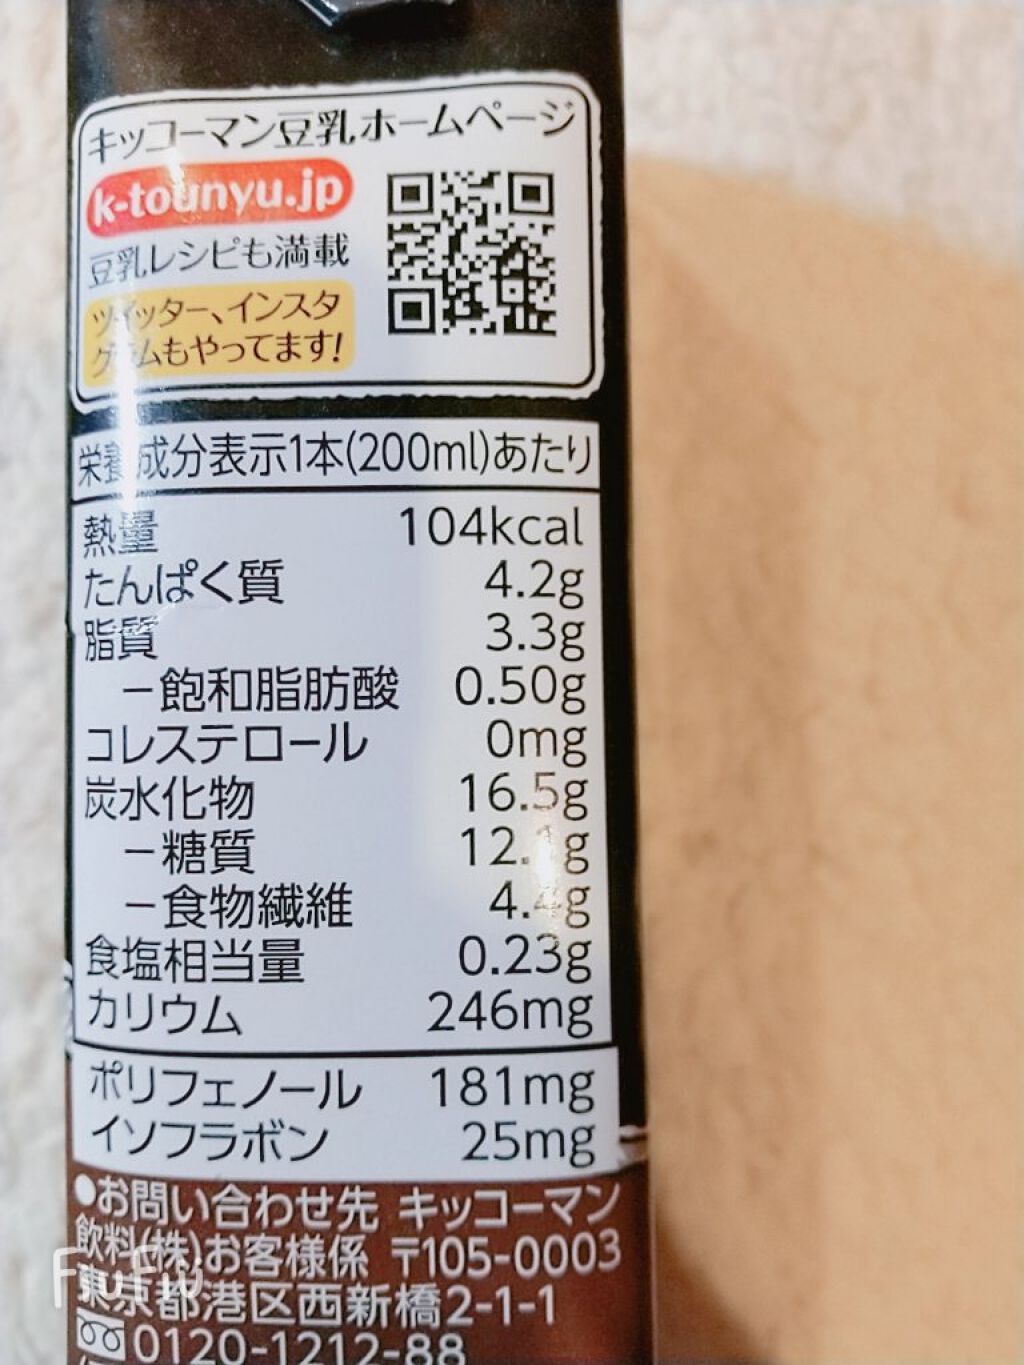 キッコーマン豆乳ホームページ
k-tounyu.jp
豆乳レシピも満載
ツイッター、インスタ
グラムもやってます!
栄養成分表示1本(200ml)あたり
熱量 104kcal
たんぱく質 4.2g
脂質 3.3g
－飽和脂肪酸 0.50g
コレステロール 0mg
炭水化物 16.5g
－糖質 12.1g
－食物繊維 4.4g
食塩相当量 0.23g
カリウム 246mg
ポリフェノール 181mg
イソフラボン 25mg
●お問い合わせ先 キッコーマン
飲料(株)お客様係 〒105-0003
東京都港区西新橋2-1-1
0120-1212-88